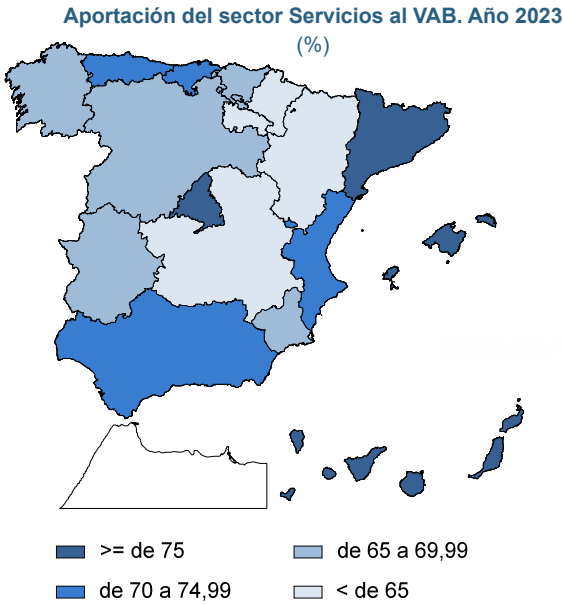 Aportación del sector Servicios al VAB. Año 2023
(%)
>= de 75
de 65 a 69,99
de 70 a 74,99
< de 65